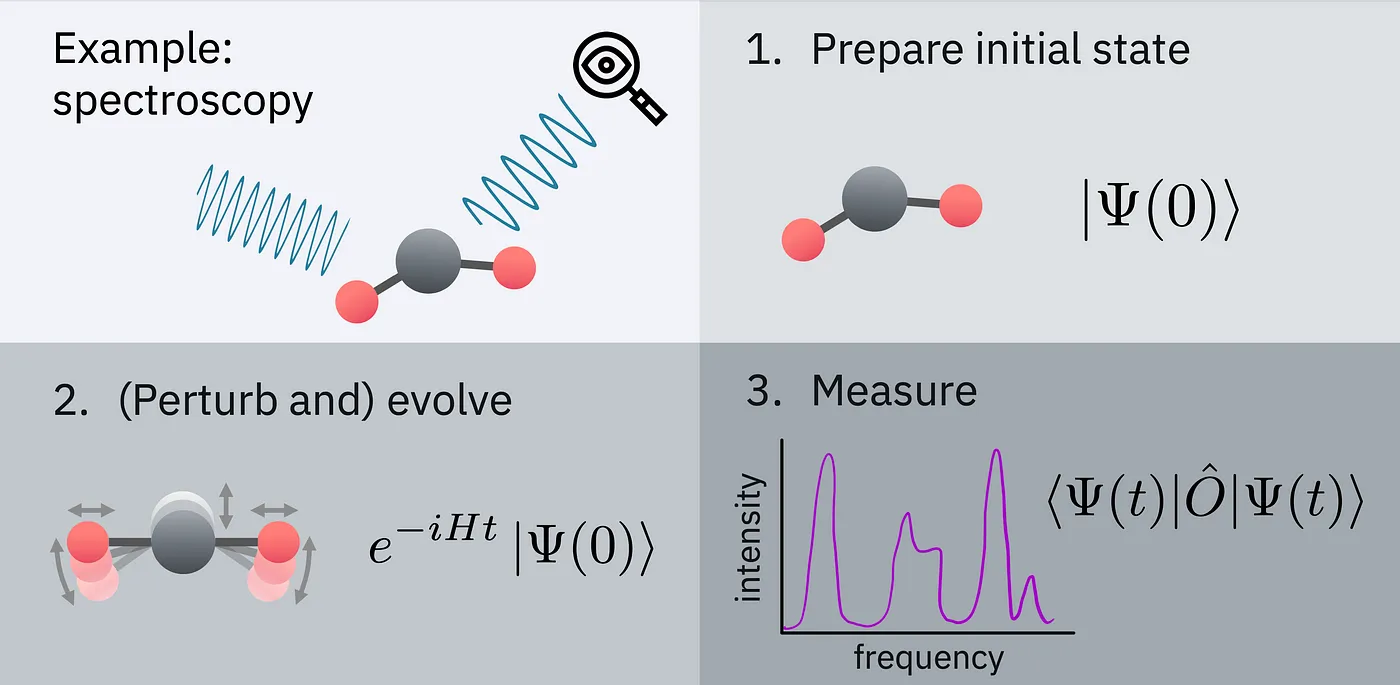 Example:
spectroscopy
1. Prepare initial state
|Ψ(0)⟩
2. (Perturb and) evolve
e^{−iHt} |Ψ(0)⟩
3. Measure
intensity
⟨Ψ(t)|Ô|Ψ(t)⟩
frequency